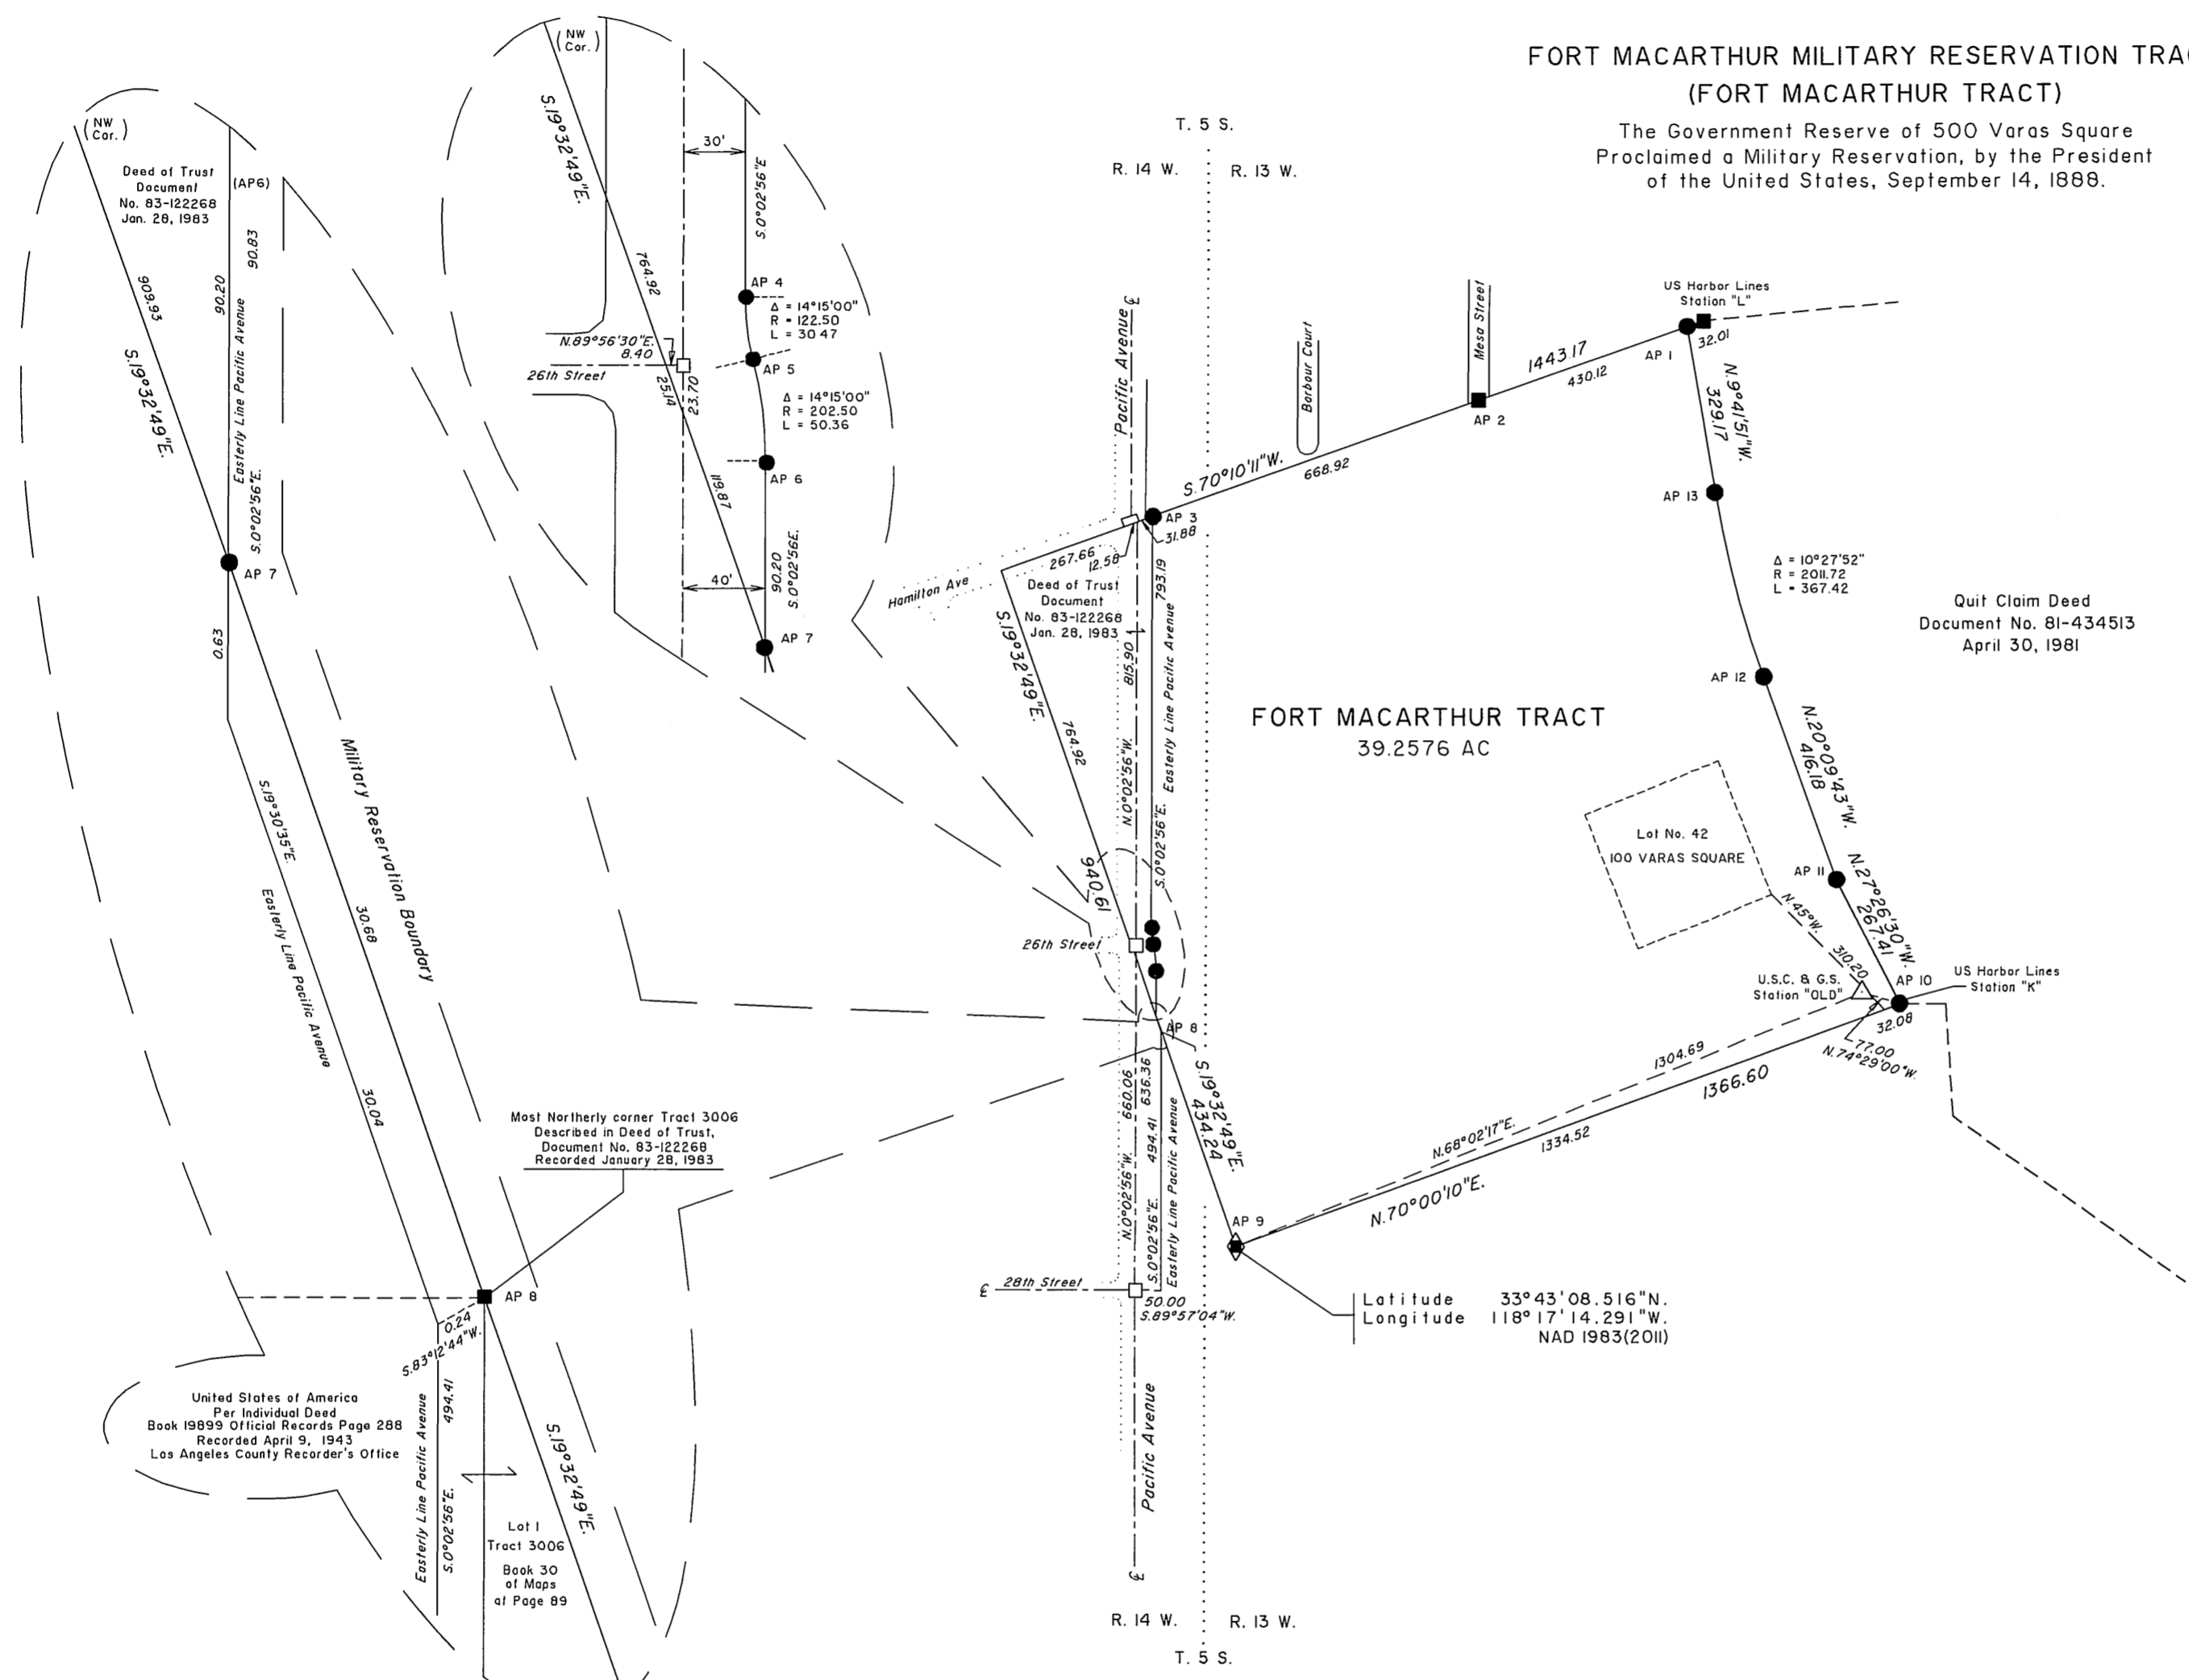 FORT MACARTHUR MILITARY RESERVATION
(FORT MACARTHUR TRACT)
The Government Reserve of 500 Varas Square
Proclaimed a Military Reservation, by the President
of the United States, September 14, 1888.
(NW
Cor.)
Deed of Trust
Document
No. 83-122268
Jan. 28, 1983
(AP6)
90.83
90.20
Easterly Line Pacific Avenue
S.0°02'56"E.
909.93
S.19°32'49"E.
AP 7
0.63
S.19°30'35"E.
Easterly Line Pacific Avenue
30.04
30.68
Military Reservation Boundary
Most Northerly corner Tract 3006
Described in Deed of Trust,
Document No. 83-122268
Recorded January 28, 1983
AP 8
0.24
S.83°12'44"W.
United States of America
Per Individual Deed
Book 19899 Official Records Page 288
Recorded April 9, 1943
Los Angeles County Recorder's Office
Easterly Line Pacific Avenue
494.41
S.0°02'56"E.
S.19°32'49"E.
Lot 1
Tract 3006
Book 30
of Maps
at Page 89
(NW
Cor.)
S.19°32'49"E.
30'
S.0°02'56"E
764.92
AP 4
Δ = 14°15'00"
R = 122.50
L = 30.47
N.89°56'30"E.
8.40
26th Street
25.14
23.70
AP 5
Δ = 14°15'00"
R = 202.50
L = 50.36
AP 6
119.87
90.20
S.0°02'56E.
40'
AP 7
T. 5 S.
R. 14 W.
R. 13 W.
Pacific Avenue
℄
Barbour Court
Mesa Street
US Harbor Lines
Station "L"
AP 1
32.01
1443.17
430.12
AP 2
S.70°10'11"W.
668.92
AP 3
31.88
267.66
12.58
Hamilton Ave
Deed of Trust
Document
No. 83-122268
Jan. 28, 1983
S.19°32'49"E.
764.92
940.61
815.90
N.0°02'56"W.
793.19
Easterly Line Pacific Avenue
S.0°02'56"E.
FORT MACARTHUR TRACT
39.2576 AC
N.9°41'51"W.
329.17
AP 13
Δ = 10°27'52"
R = 2011.72
L = 367.42
Quit Claim Deed
Document No. 81-434513
April 30, 1981
AP 12
N.20°09'43"W.
416.18
Lot No. 42
100 VARAS SQUARE
AP 11
N.27°26'30"W.
267.41
N.45°W.
310.20
U.S.C. & G.S.
Station "OLD"
AP 10
US Harbor Lines
Station "K"
32.08
77.00
N.74°29'00"W.
1304.69
1366.60
N.68°02'17"E.
1334.52
N.70°00'10"E.
26th Street
AP 8
S.19°32'49"E.
434.24
660.06
N.0°02'56"W.
636.36
494.41
S.0°02'56"E.
Easterly Line Pacific Avenue
AP 9
℄
28th Street
50.00
S.89°57'04"W.
Latitude 33°43'08.516"N.
Longitude 118°17'14.291"W.
NAD 1983(2011)
Pacific Avenue
℄
R. 14 W.
R. 13 W.
T. 5 S.